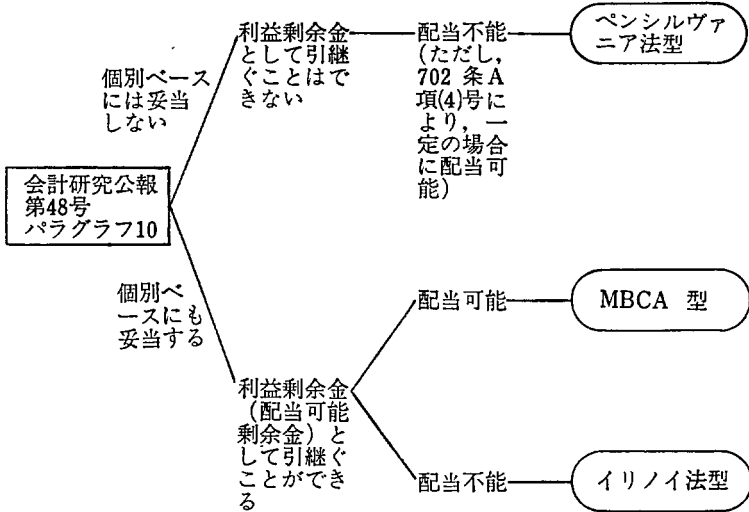 利益剰余金
として引継
ぐことはで
きない
配当不能
(ただし,
702 条A
項(4)号に
より, 一
定の場合
に配当可
能)
ペンシルヴァ
ニア法型
個別ベース
には妥当
しない
会計研究公報
第48号
パラグラフ10
個別ベ
ースにも
妥当する
利益剰余金
(配当可能
剰余金) と
して引継ぐ
ことができ
る
配当可能
MBCA 型
配当不能
イリノイ法型